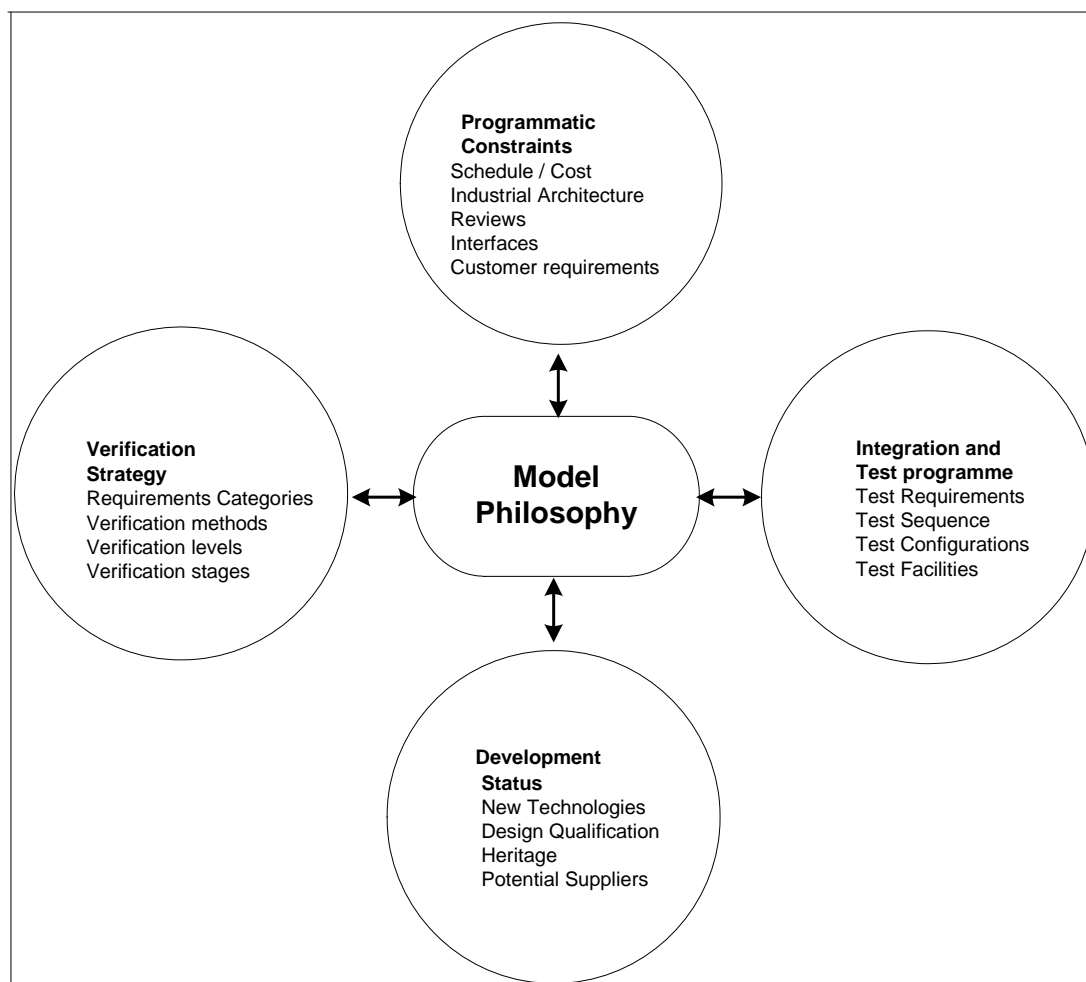 Programmatic
Constraints
Schedule / Cost
Industrial Architecture
Reviews
Interfaces
Customer requirements
Verification
Strategy
Requirements Categories
Verification methods
Verification levels
Verification stages
Model
Philosophy
Integration and
Test programme
Test Requirements
Test Sequence
Test Configurations
Test Facilities
Development
Status
New Technologies
Design Qualification
Heritage
Potential Suppliers